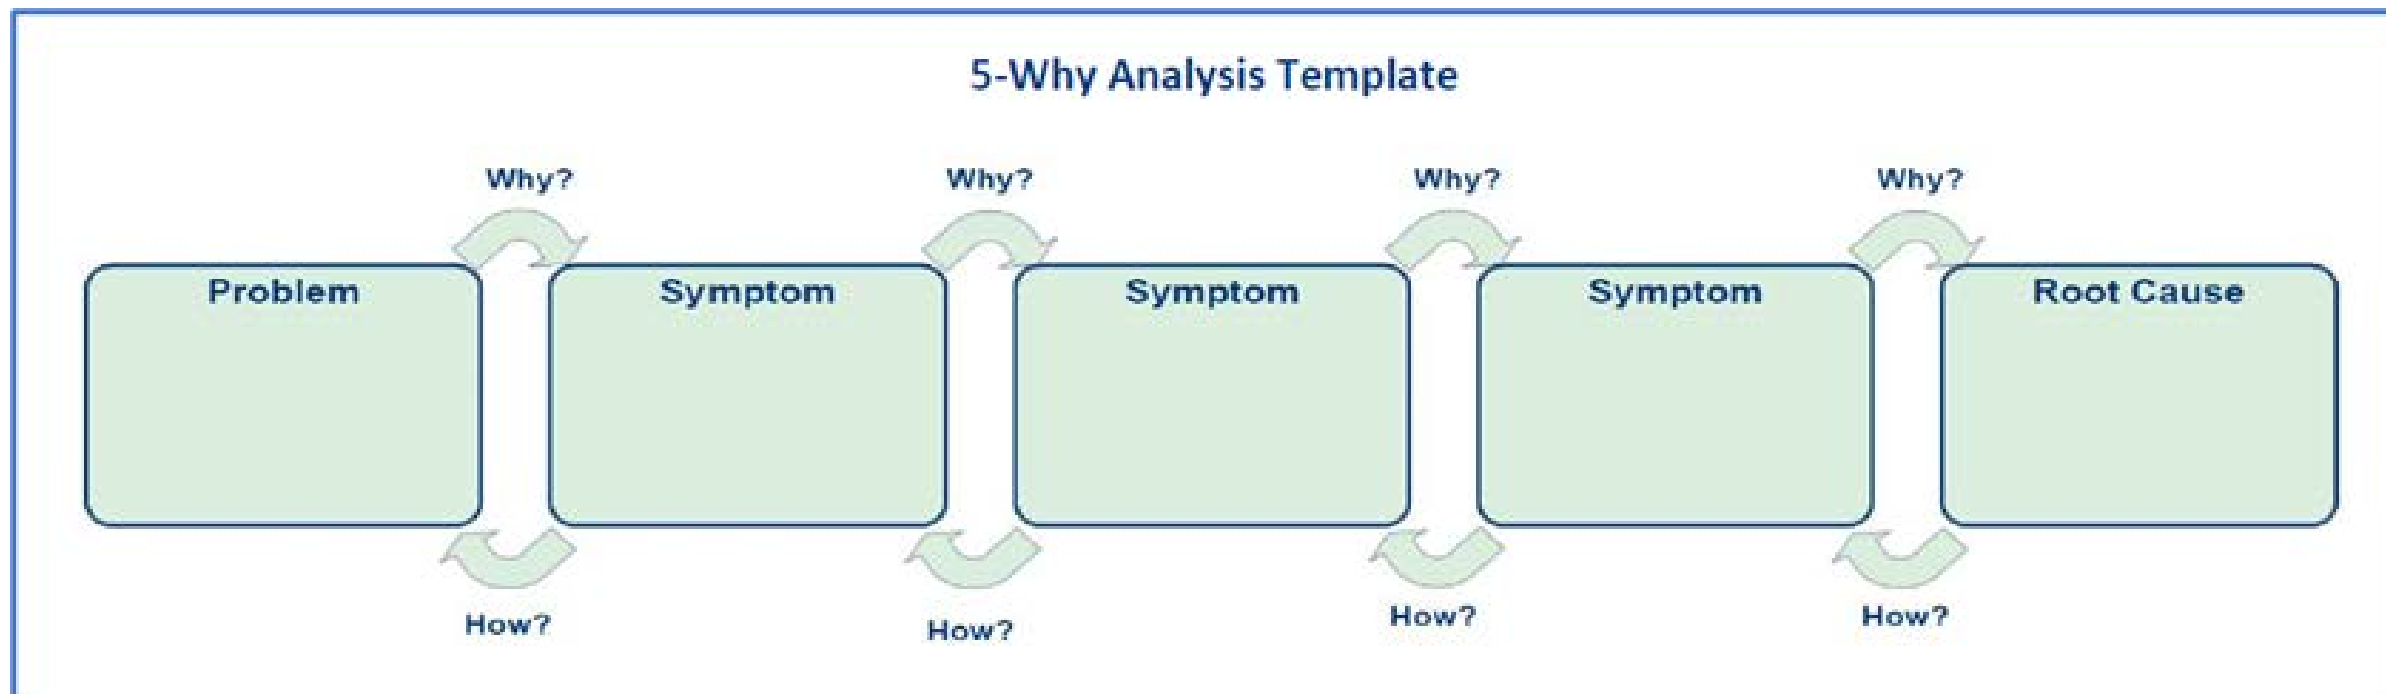 5-Why Analysis Template
Why? Why? Why? Why?
Problem Symptom Symptom Symptom Root Cause
How? How? How? How?